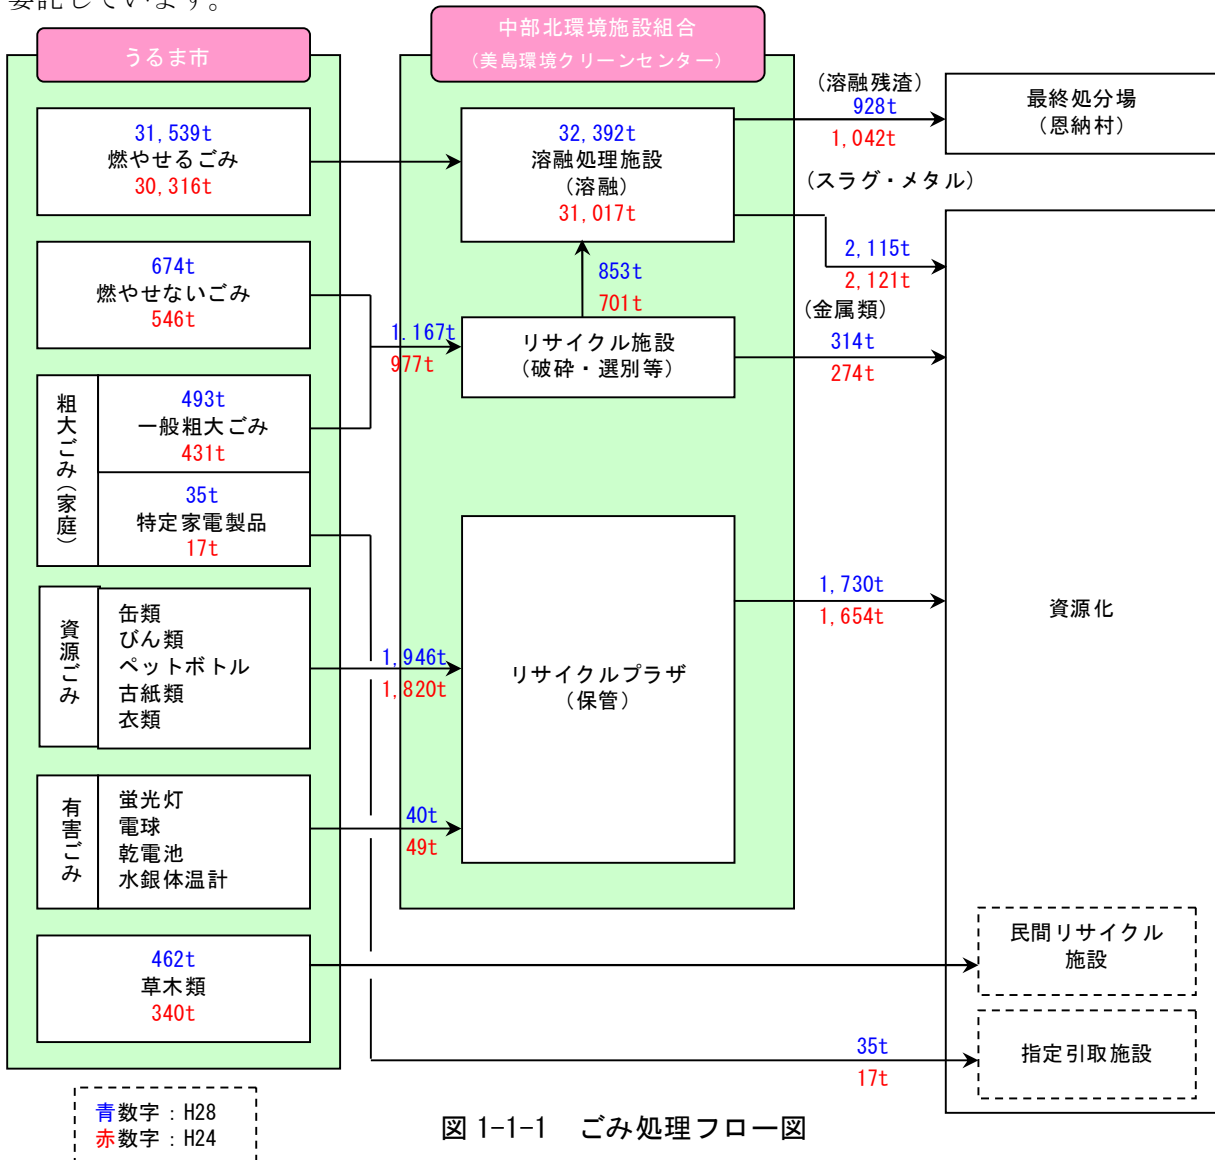 委託しています。
うるま市
31,539t
燃やせるごみ
30,316t
674t
燃やせないごみ
546t
粗大ごみ(家庭)
493t
一般粗大ごみ
431t
35t
特定家電製品
17t
資源ごみ
缶類
びん類
ペットボトル
古紙類
衣類
有害ごみ
蛍光灯
電球
乾電池
水銀体温計
462t
草木類
340t
1.167t
977t
1,946t
1,820t
40t
49t
中部北環境施設組合
(美島環境クリーンセンター)
32,392t
溶融処理施設
(溶融)
31,017t
853t
701t
リサイクル施設
(破砕・選別等)
リサイクルプラザ
(保管)
(溶融残渣)
928t
1,042t
(スラグ・メタル)
2,115t
2,121t
(金属類)
314t
274t
1,730t
1,654t
35t
17t
最終処分場
(恩納村)
資源化
民間リサイクル
施設
指定引取施設
青数字:H28
赤数字:H24
図 1-1-1 ごみ処理フロー図